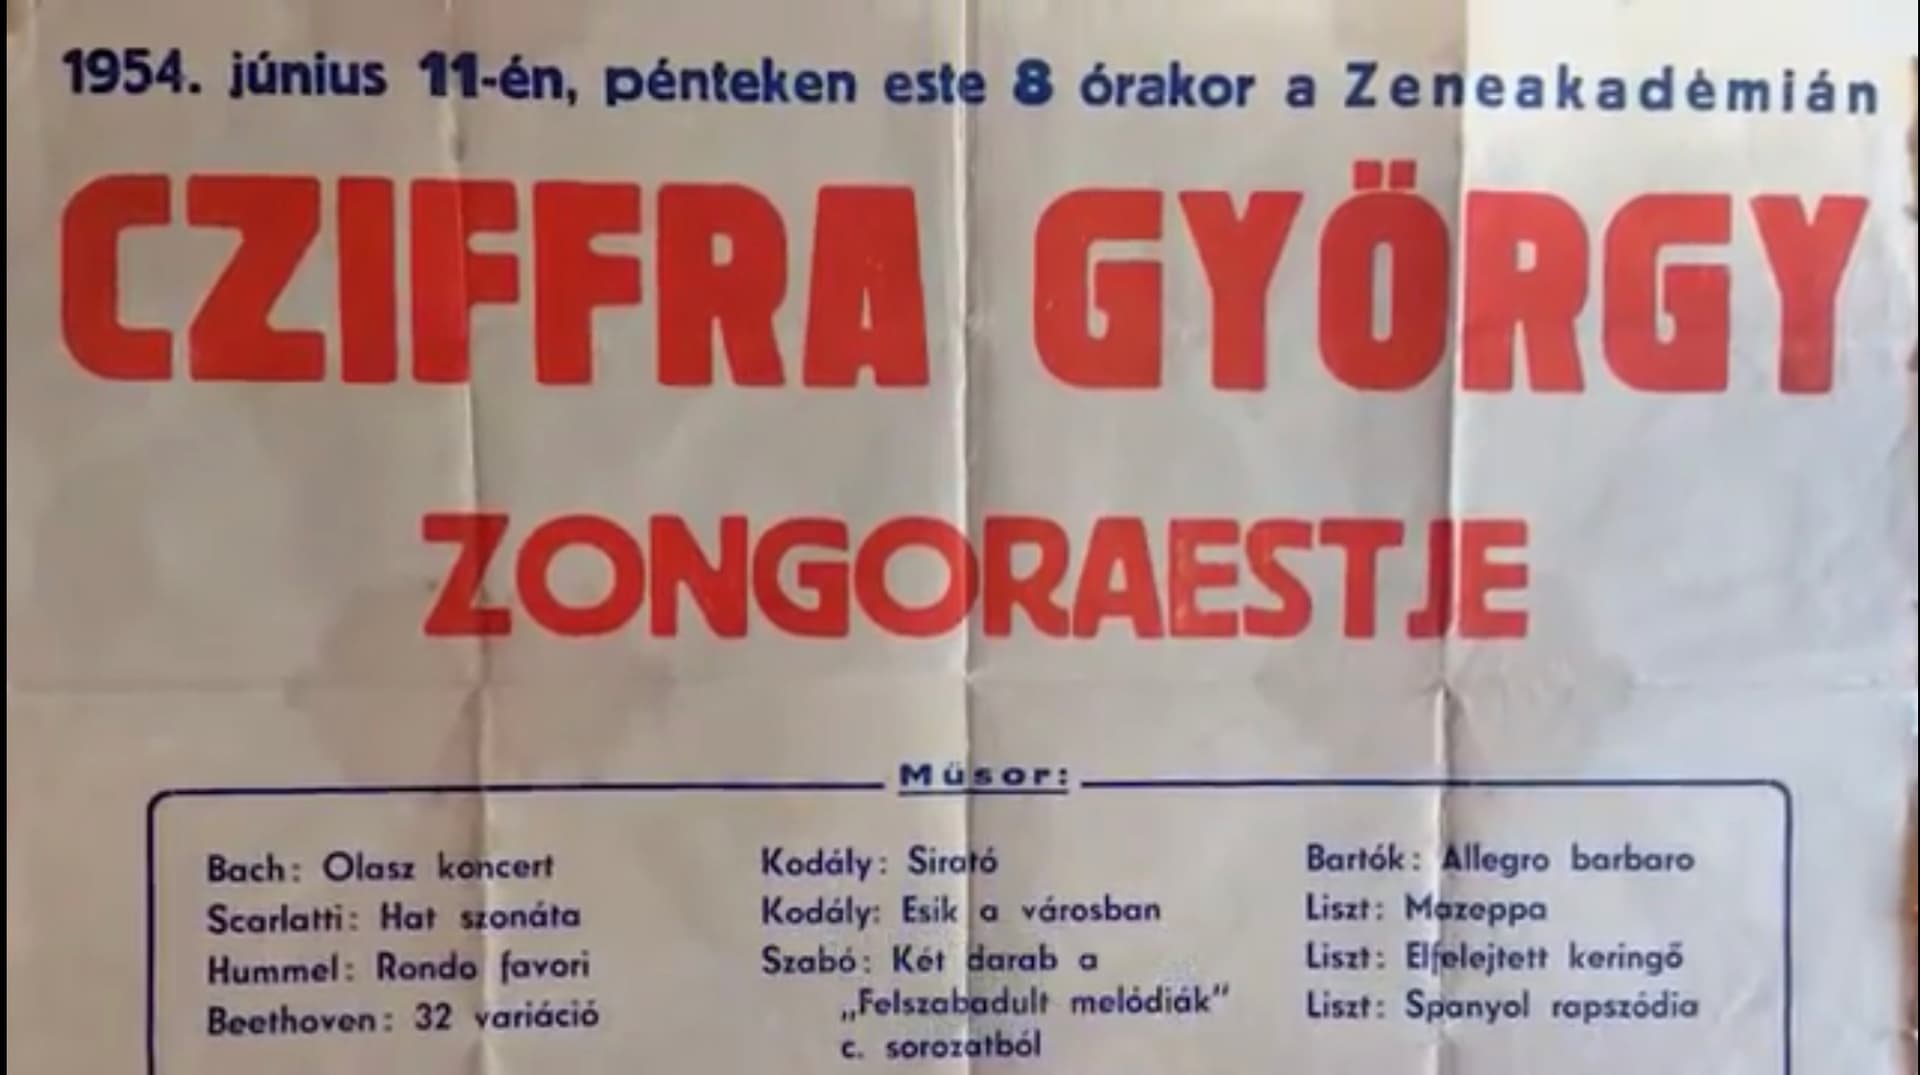 1954. június 11-én, pénteken este 8 órakor a Zeneakadémián
CZIFFRA GYÖRGY
ZONGORAESTJE
Műsor:
Bach: Olasz koncert
Scarlatti: Hat szonáta
Hummel: Rondo favori
Beethoven: 32 variáció
Kodály: Sirató
Kodály: Esik a városban
Szabó: Két darab a
„Felszabadult melódiák"
c. sorozatból
Bartók: Allegro barbaro
Liszt: Mazeppa
Liszt: Elfelejtett keringő
Liszt: Spanyol rapszódia